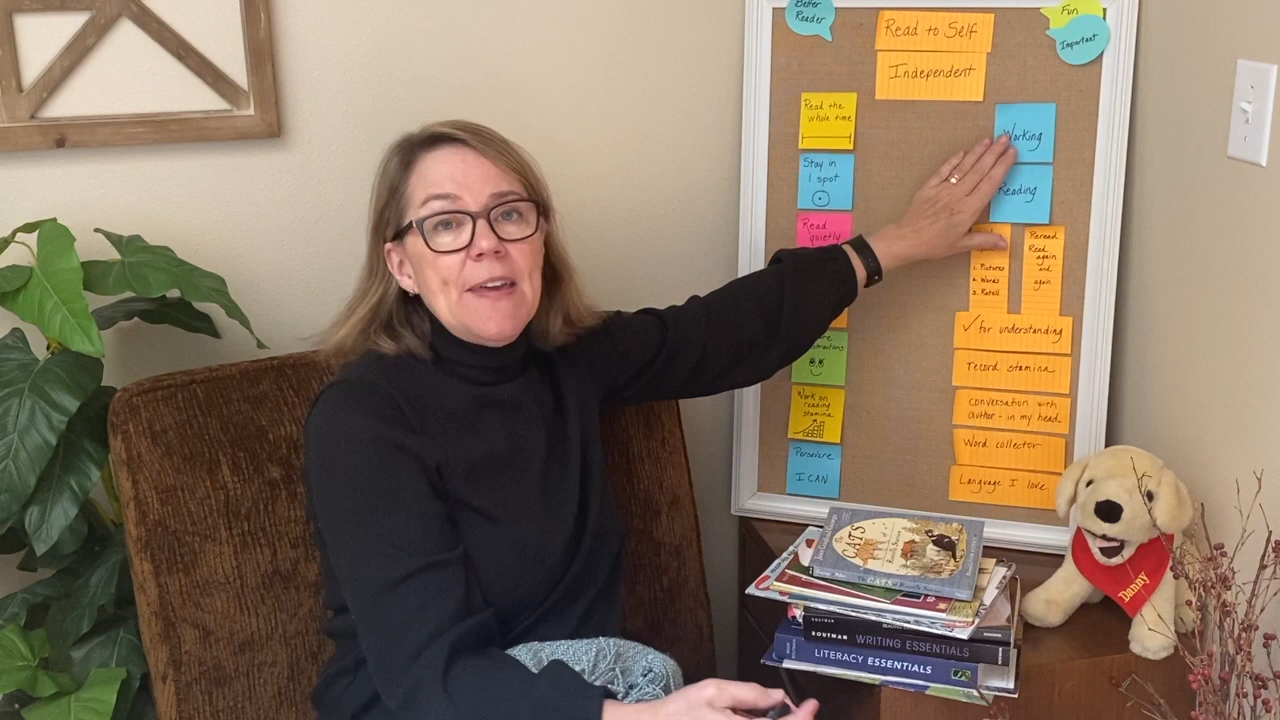 Better
Reader
Fun
Important
Read to Self
Independent
Read the
whole time
Stay in
1 spot
Read
quietly
Work on
reading
stamina
Persevere
I CAN
Working
Reading
1. Pictures
2. Words
3. Retell
Reread
Read
again
and
again
✓ for understanding
record stamina
conversation with
author - in my head
Word collector
Language I love
CATS
BOUTMAN WRITING ESSENTIALS
LITERACY ESSENTIALS
Danny